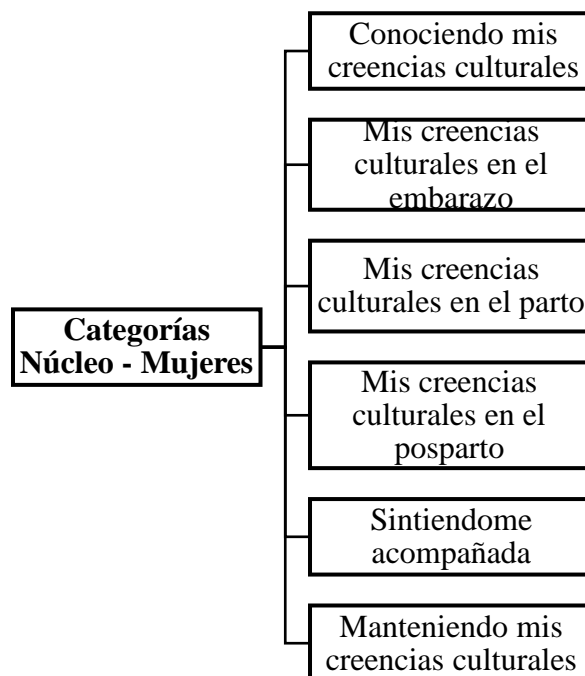 Conociendo mis
creencias culturales
Mis creencias
culturales en el
embarazo
Mis creencias
culturales en el parto
Categorías
Núcleo - Mujeres
Mis creencias
culturales en el
posparto
Sintiendome
acompañada
Manteniendo mis
creencias culturales